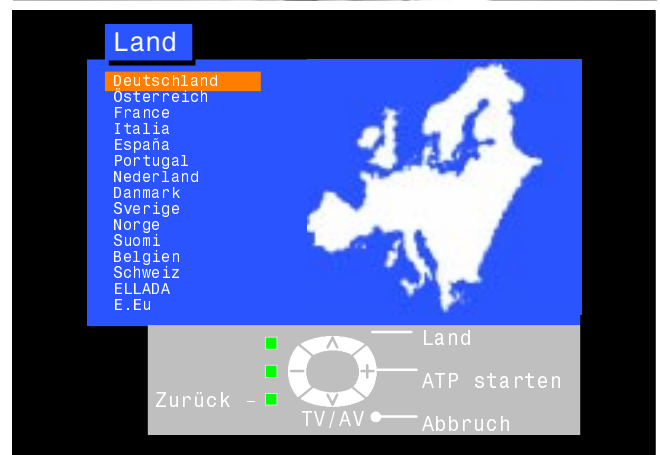 Land
Deutschland
Österreich
France
Italia
España
Portugal
Nederland
Danmark
Sverige
Norge
Suomi
Belgien
Schweiz
ELLADA
E.Eu
Land
ATP starten
Zurück -
TV/AV
Abbruch